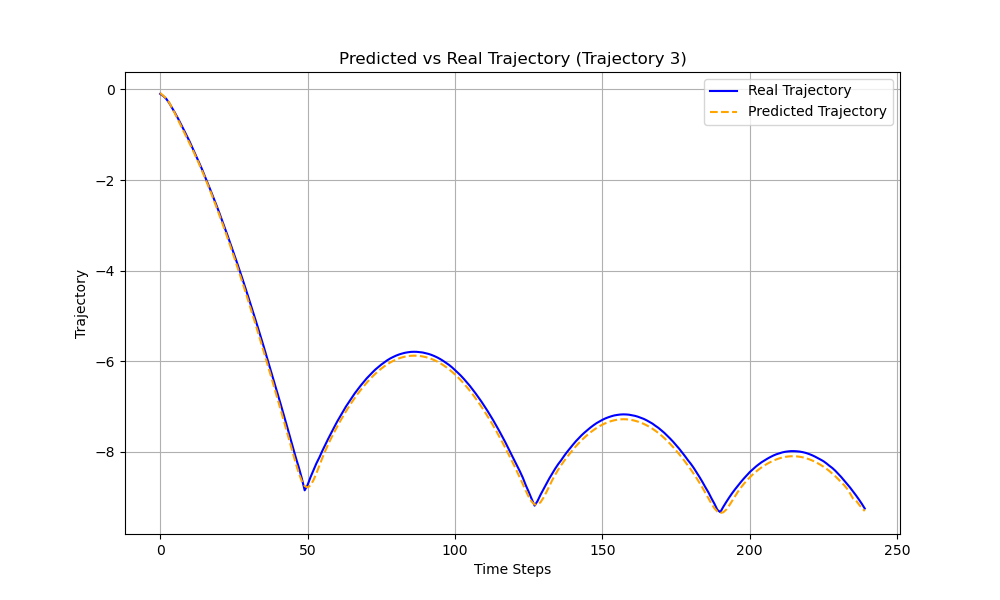 Predicted vs Real Trajectory (Trajectory 3)
Real Trajectory
Predicted Trajectory
Trajectory
0
−2
−4
−6
−8
0
50
100
150
200
250
Time Steps